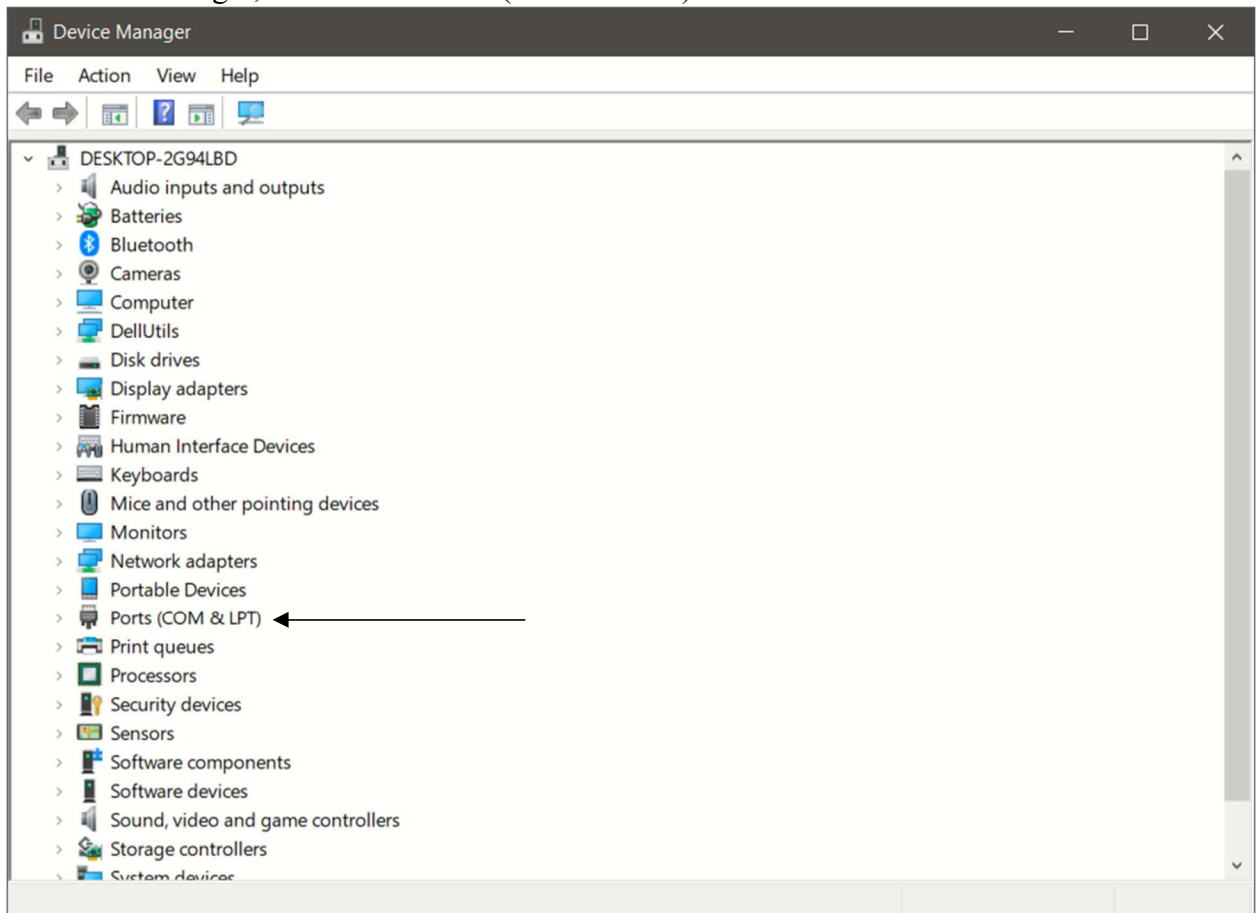 Device Manager
File Action View Help
DESKTOP-2G94LBD
Audio inputs and outputs
Batteries
Bluetooth
Cameras
Computer
DellUtils
Disk drives
Display adapters
Firmware
Human Interface Devices
Keyboards
Mice and other pointing devices
Monitors
Network adapters
Portable Devices
Ports (COM & LPT)
Print queues
Processors
Security devices
Sensors
Software components
Software devices
Sound, video and game controllers
Storage controllers
System devices